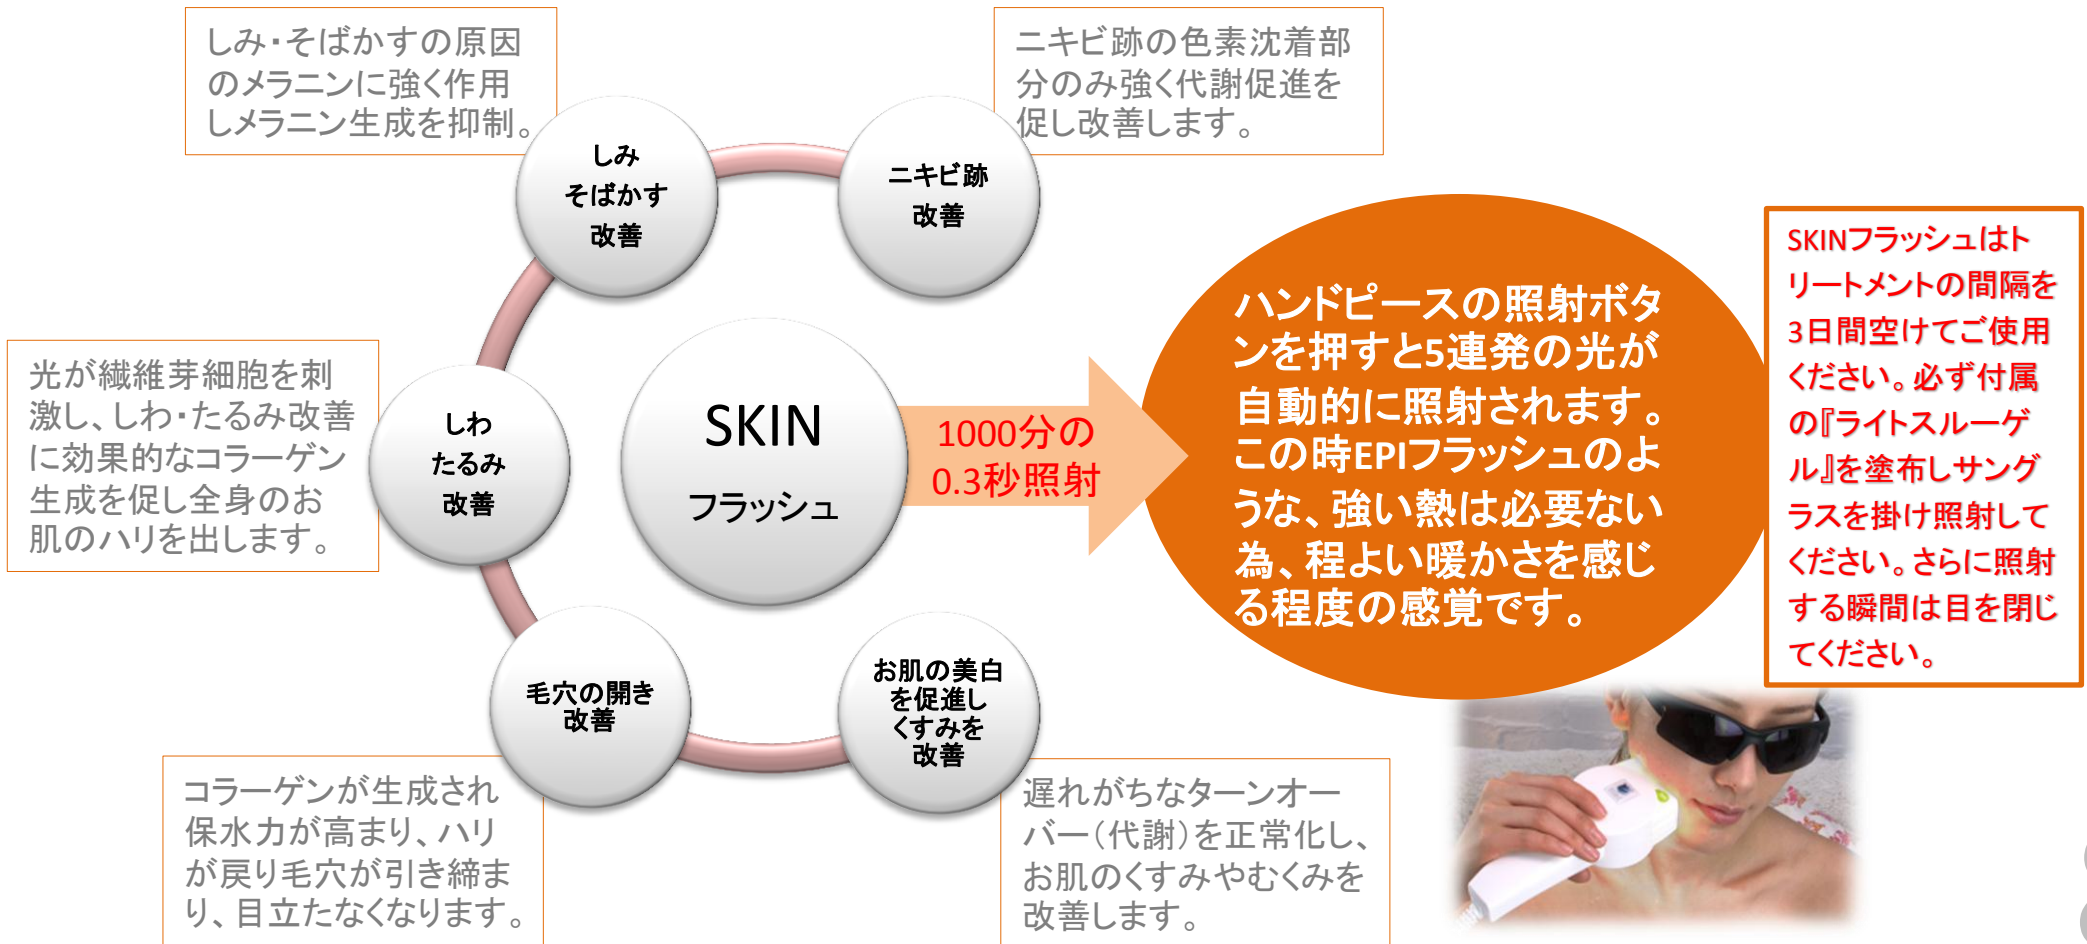 しみ・そばかすの原因
のメラニンに強く作用
しメラニン生成を抑制。
ニキビ跡の色素沈着部
分のみ強く代謝促進を
促し改善します。
しみ
そばかす
改善
ニキビ跡
改善
光が繊維芽細胞を刺
激し、しわ・たるみ改善
に効果的なコラーゲン
生成を促し全身のお
肌のハリを出します。
しわ
たるみ
改善
SKIN
フラッシュ
1000分の
0.3秒照射
ハンドピースの照射ボタ
ンを押すと5連発の光が
自動的に照射されます。
この時EPIフラッシュのよ
うな、強い熱は必要ない
為、程よい暖かさを感じ
る程度の感覚です。
SKINフラッシュはト
リートメントの間隔を
3日間空けてご使用
ください。必ず付属
の『ライトスルーゲ
ル』を塗布しサング
ラスを掛け照射して
ください。さらに照射
する瞬間は目を閉じ
てください。
毛穴の開き
改善
お肌の美白
を促進し
くすみを
改善
コラーゲンが生成され
保水力が高まり、ハリ
が戻り毛穴が引き締ま
り、目立たなくなります。
遅れがちなターンオー
バー（代謝）を正常化し、
お肌のくすみやむくみを
改善します。